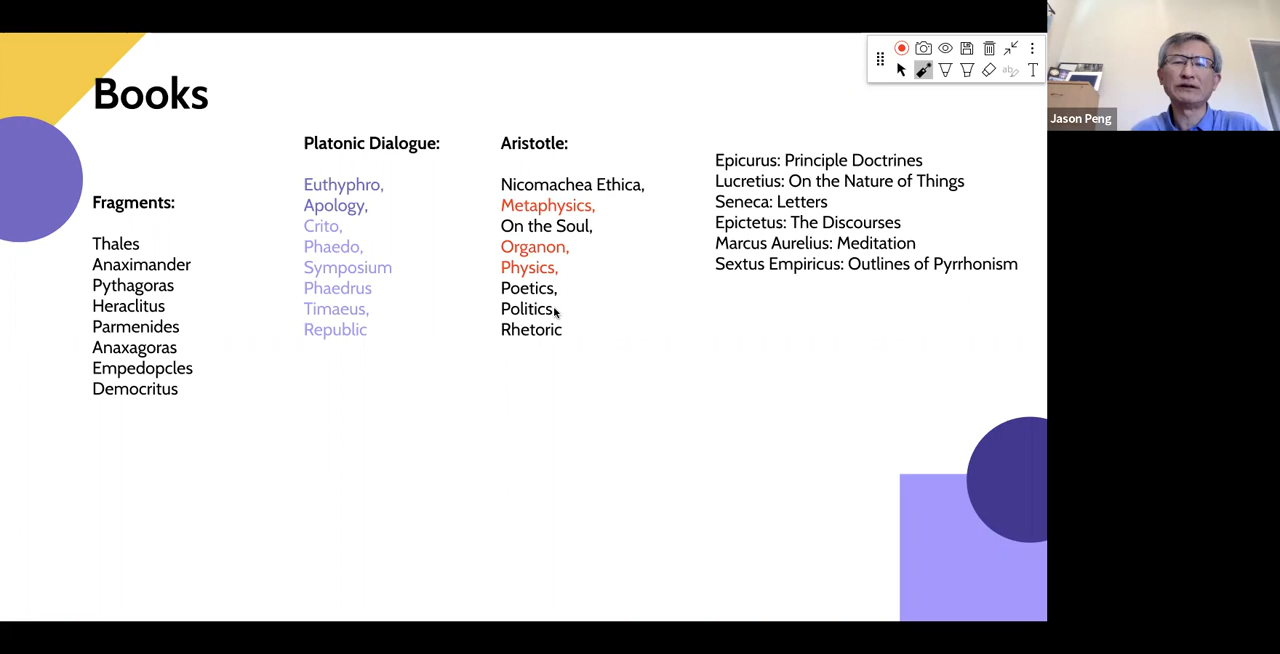 Books
Fragments:
Thales
Anaximander
Pythagoras
Heraclitus
Parmenides
Anaxagoras
Empedopcles
Democritus
Platonic Dialogue:
Euthyphro,
Apology,
Crito,
Phaedo,
Symposium
Phaedrus
Timaeus,
Republic
Aristotle:
Nicomachea Ethica,
Metaphysics,
On the Soul,
Organon,
Physics,
Poetics,
Politics,
Rhetoric
Epicurus: Principle Doctrines
Lucretius: On the Nature of Things
Seneca: Letters
Epictetus: The Discourses
Marcus Aurelius: Meditation
Sextus Empiricus: Outlines of Pyrrhonism
ab
T
Jason Peng